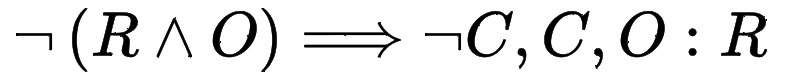 ¬ (R ∧ O) ⟹ ¬C, C, O : R